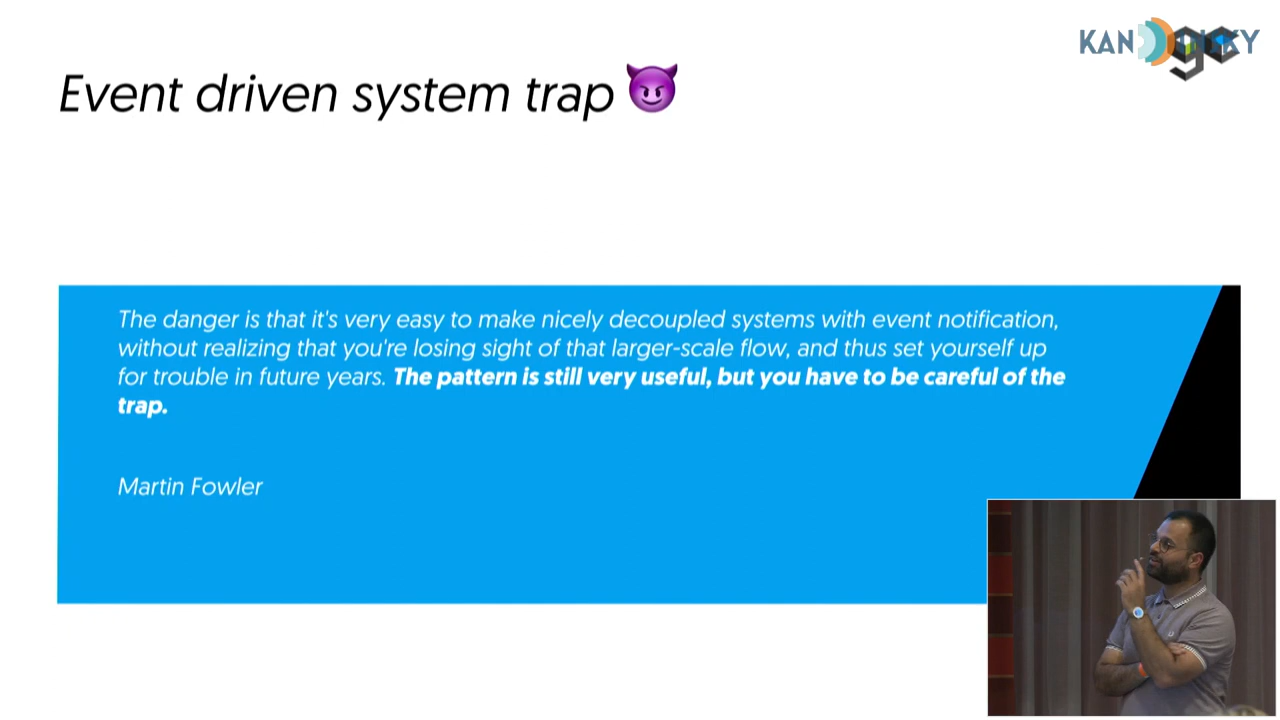 Event driven system trap 😈
The danger is that it's very easy to make nicely decoupled systems with event notification,
without realizing that you're losing sight of that larger-scale flow, and thus set yourself up
for trouble in future years. The pattern is still very useful, but you have to be careful of the
trap.
Martin Fowler